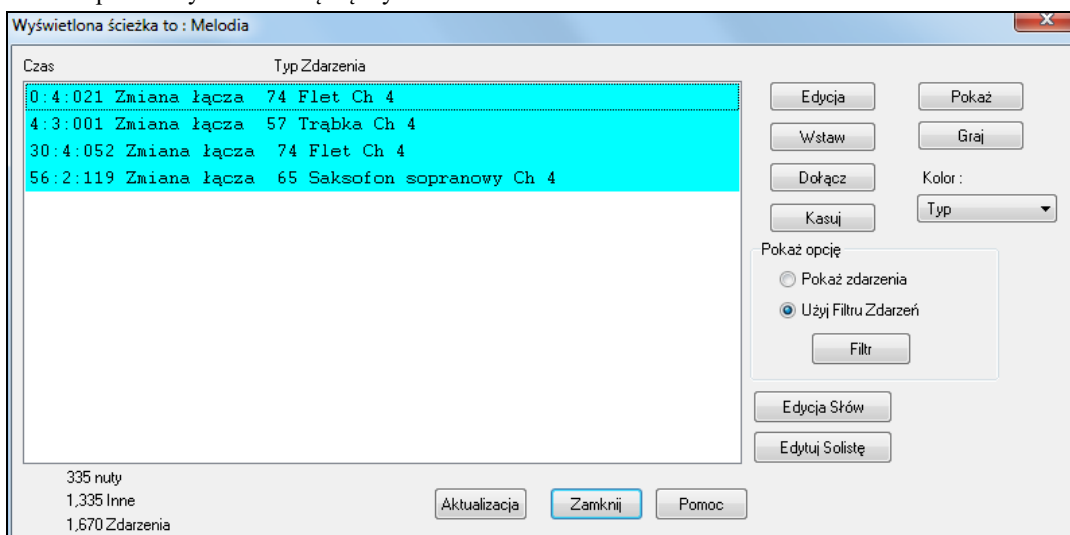 Wyświetlona ścieżka to : Melodia
Czas Typ Zdarzenia
0:4:021 Zmiana łącza 74 Flet Ch 4
4:3:001 Zmiana łącza 57 Trąbka Ch 4
30:4:052 Zmiana łącza 74 Flet Ch 4
56:2:119 Zmiana łącza 65 Saksofon sopranowy Ch 4
Edycja Pokaż
Wstaw Graj
Dołącz Kolor :
Kasuj Typ
Pokaż opcję
Pokaż zdarzenia
Użyj Filtru Zdarzeń
Filtr
Edycja Słów
Edytuj Solistę
335 nuty
1,335 Inne
1,670 Zdarzenia
Aktualizacja Zamknij Pomoc